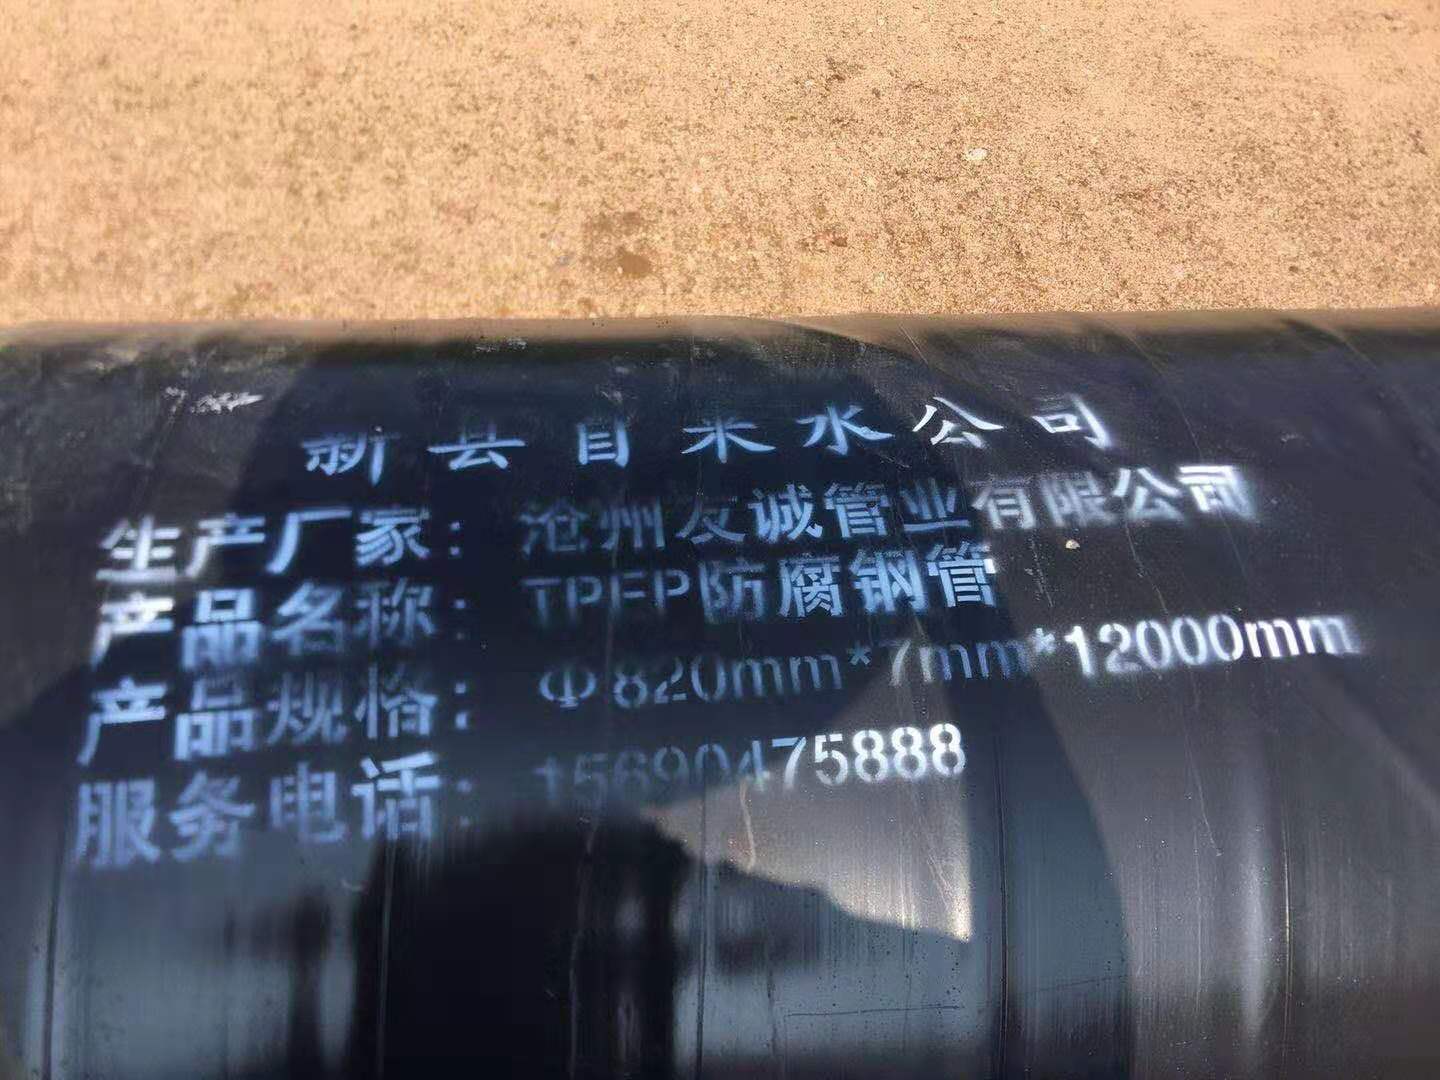 新县自来水公司
生产厂家：沧州友诚管业有限公司
产品名称：TPEP防腐钢管
产品规格：Φ820mm*7mm*12000mm
服务电话：15690475888